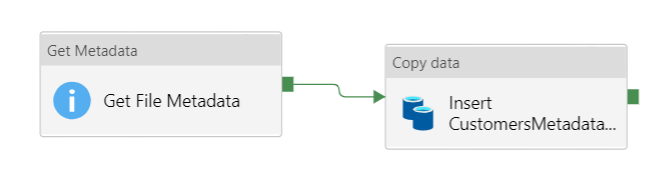 Get Metadata
Get File Metadata
Copy data
Insert
CustomersMetadata...